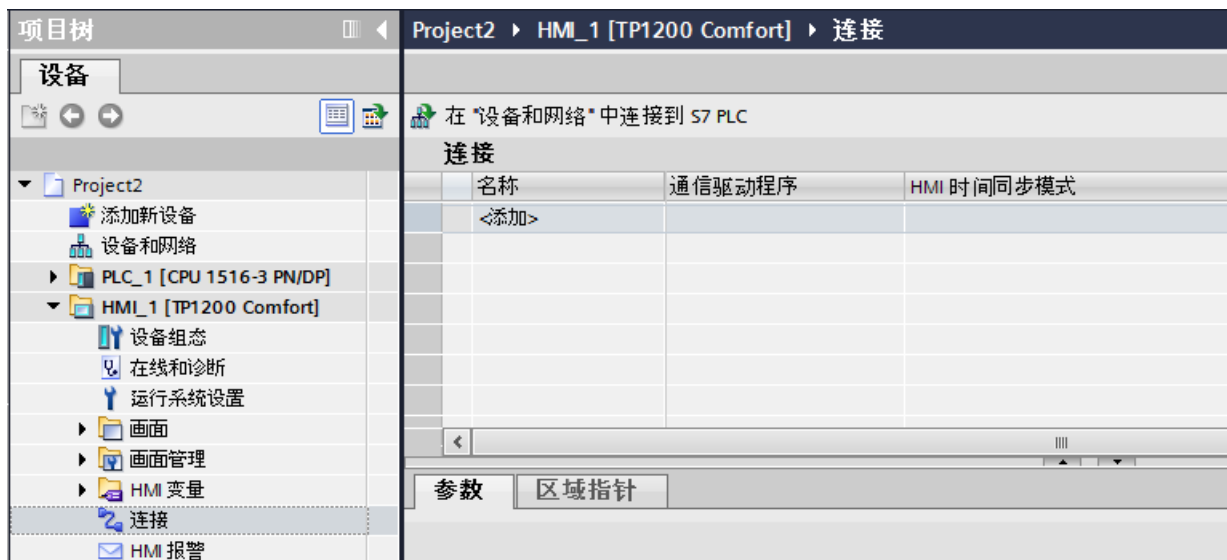 项目树
设备
Project2
添加新设备
设备和网络
PLC_1 [CPU 1516-3 PN/DP]
HMI_1 [TP1200 Comfort]
设备组态
在线和诊断
运行系统设置
画面
画面管理
HMI 变量
连接
HMI 报警
Project2 ▸ HMI_1 [TP1200 Comfort] ▸ 连接
在 "设备和网络" 中连接到 S7 PLC
连接
名称 通信驱动程序 HMI 时间同步模式
<添加>
参数 区域指针